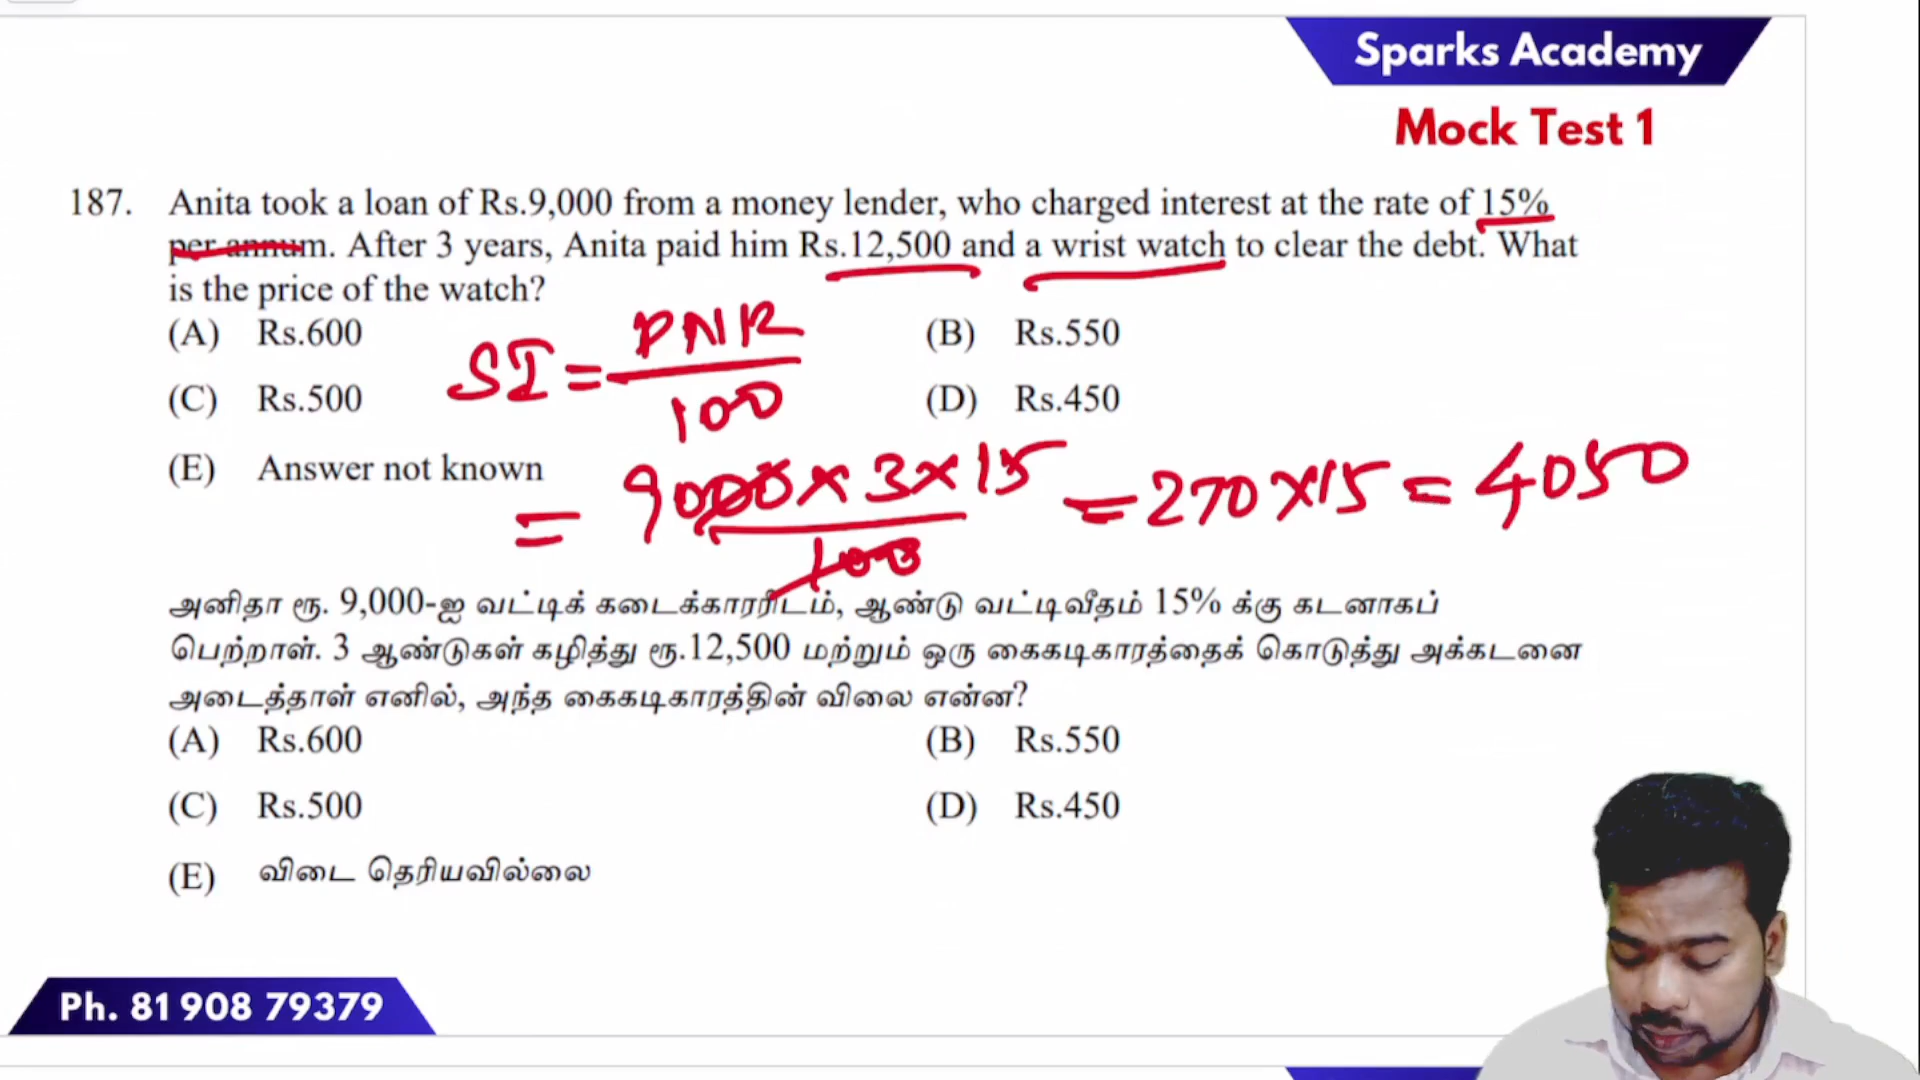 Sparks Academy
Mock Test 1
187. Anita took a loan of Rs.9,000 from a money lender, who charged interest at the rate of 15%
per annum. After 3 years, Anita paid him Rs.12,500 and a wrist watch to clear the debt. What
is the price of the watch?
(A) Rs.600 (B) Rs.550
(C) Rs.500 (D) Rs.450
(E) Answer not known
SI = PNR / 100
= 9000 × 3 × 15 / 100 = 270 × 15 = 4050
அனிதா ரூ. 9,000-ஐ வட்டிக் கடைக்காரரிடம், ஆண்டு வட்டிவீதம் 15% க்கு கடனாகப்
பெற்றாள். 3 ஆண்டுகள் கழித்து ரூ.12,500 மற்றும் ஒரு கைகடிகாரத்தைக் கொடுத்து அக்கடனை
அடைத்தாள் எனில், அந்த கைகடிகாரத்தின் விலை என்ன?
(A) Rs.600 (B) Rs.550
(C) Rs.500 (D) Rs.450
(E) விடை தெரியவில்லை
Ph. 81 908 79379